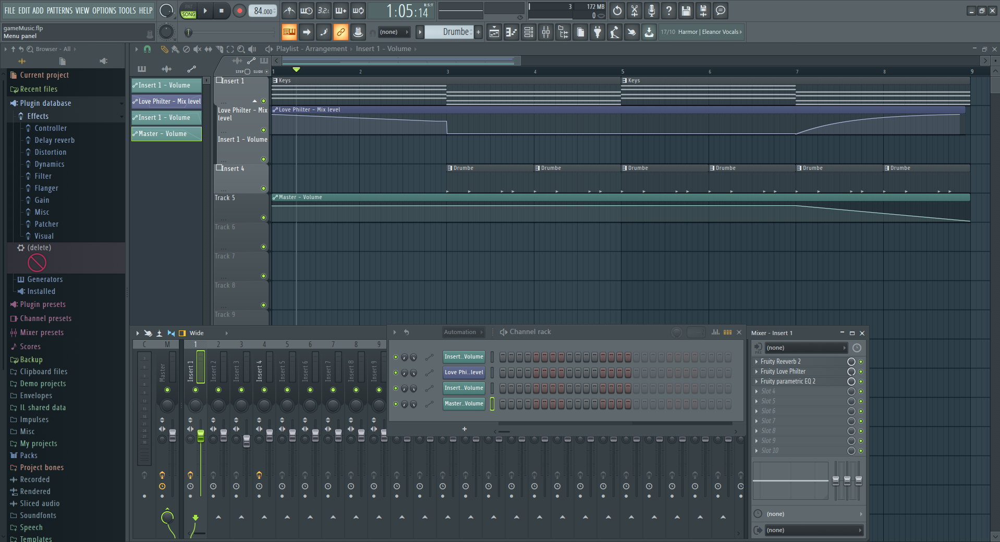 FILE EDIT ADD PATTERNS VIEW OPTIONS TOOLS HELP
PAT
SONG
84.000
3.2.
1:05:14
B:S:T
3
172 MB
0
gameMusic.flp
Menu panel
(none)
Drumbe
+
17/10 Harmor | Eleanor Vocals
Browser - All
Playlist - Arrangement > Insert 1 - Volume
Current project
Recent files
Plugin database
Effects
Controller
Delay reverb
Distortion
Dynamics
Filter
Flanger
Gain
Misc
Patcher
Visual
(delete)
Generators
Installed
Plugin presets
Channel presets
Mixer presets
Scores
Backup
Clipboard files
Demo projects
Envelopes
IL shared data
Impulses
Misc
My projects
Packs
Project bones
Recorded
Rendered
Sliced audio
Soundfonts
Speech
Templates
Insert 1 - Volume
Love Philter - Mix level
Insert 1 - Volume
Master - Volume
STEP SLIDE
1 2 3 4 5 6 7 8 9
Insert 1
Keys Keys
Love Philter - Mix level
Love Philter - Mix level
Insert 1 - Volume
Insert 4
Drumbe Drumbe Drumbe Drumbe Drumbe Drumbe
Track 5
Master - Volume
Track 6
Track 7
Track 8
Track 9
Wide
C M 1 2 3 4 5 6 7 8 9
Master
Insert 1
Insert 2
Insert 3
Insert 4
Insert 5
Insert 6
Insert 7
Insert 8
Insert 9
Automation
Channel rack
Insert..Volume
Love Phi..level
Insert..Volume
Master..Volume
+
Mixer - Insert 1
PRE
(none)
Fruity Reeverb 2
Fruity Love Philter
Fruity parametric EQ 2
Slot 4
Slot 5
Slot 6
Slot 7
Slot 8
Slot 9
Slot 10
(none)
(none)